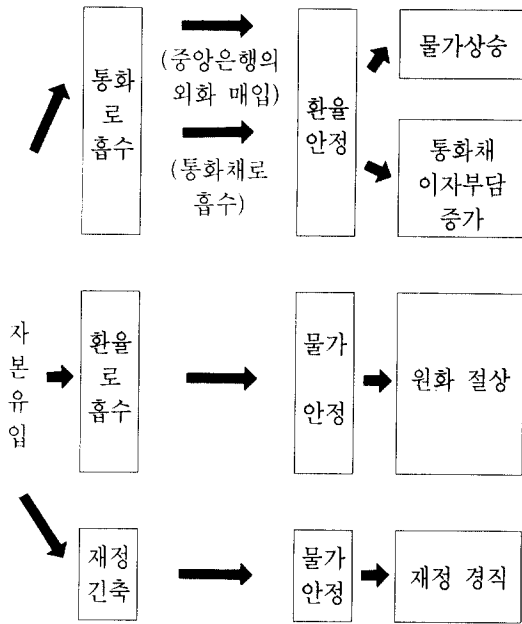 통화
로
흡수
(중앙은행의
외화 매입)
(통화채로
흡수)
환율
안정
물가상승
통화채
이자부담
증가
자
본
유
입
환율
로
흡수
물가
안정
원화 절상
재정
긴축
물가
안정
재정 경직